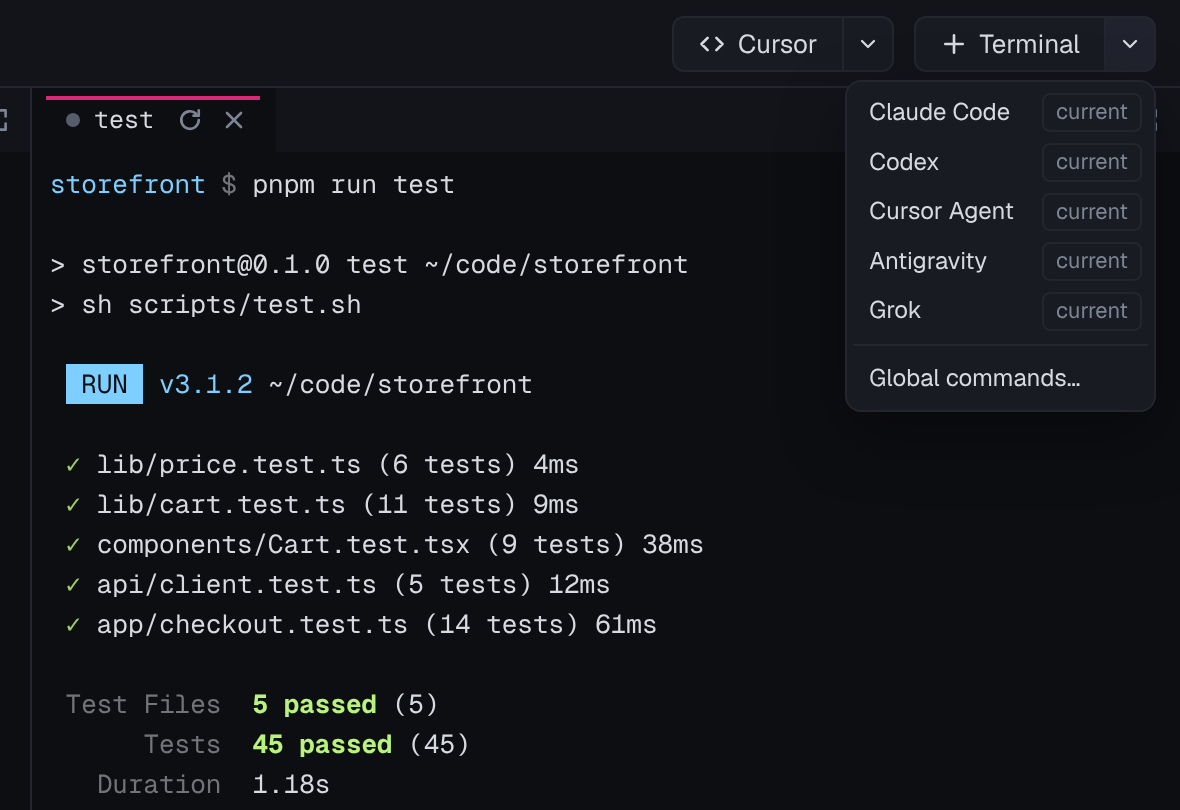 Cursor
Terminal
test
Claude Code current
Codex current
Cursor Agent current
Antigravity current
Grok current
Global commands...
storefront $ pnpm run test
> storefront@0.1.0 test ~/code/storefront
> sh scripts/test.sh
RUN v3.1.2 ~/code/storefront
✓ lib/price.test.ts (6 tests) 4ms
✓ lib/cart.test.ts (11 tests) 9ms
✓ components/Cart.test.tsx (9 tests) 38ms
✓ api/client.test.ts (5 tests) 12ms
✓ app/checkout.test.ts (14 tests) 61ms
Test Files 5 passed (5)
Tests 45 passed (45)
Duration 1.18s